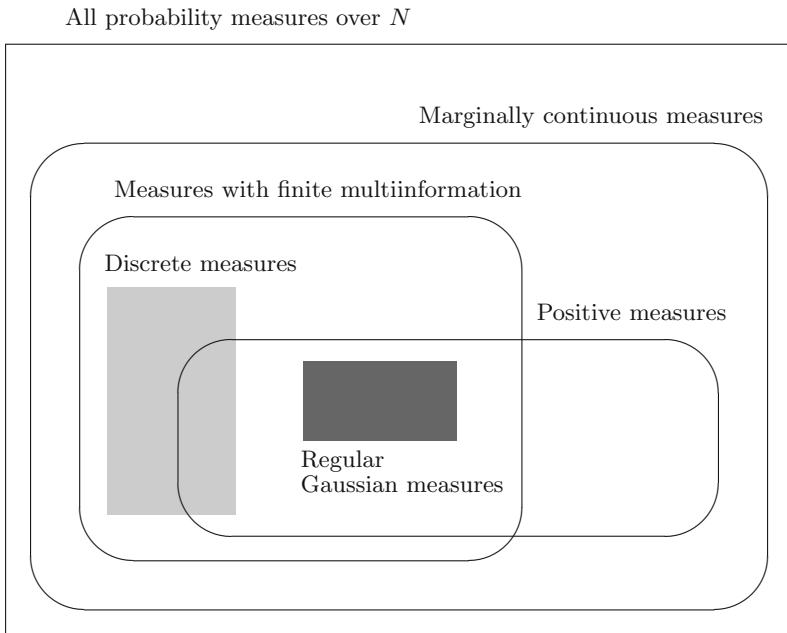 All probability measures over N
Marginally continuous measures
Measures with finite multiinformation
Discrete measures
Positive measures
Regular
Gaussian measures